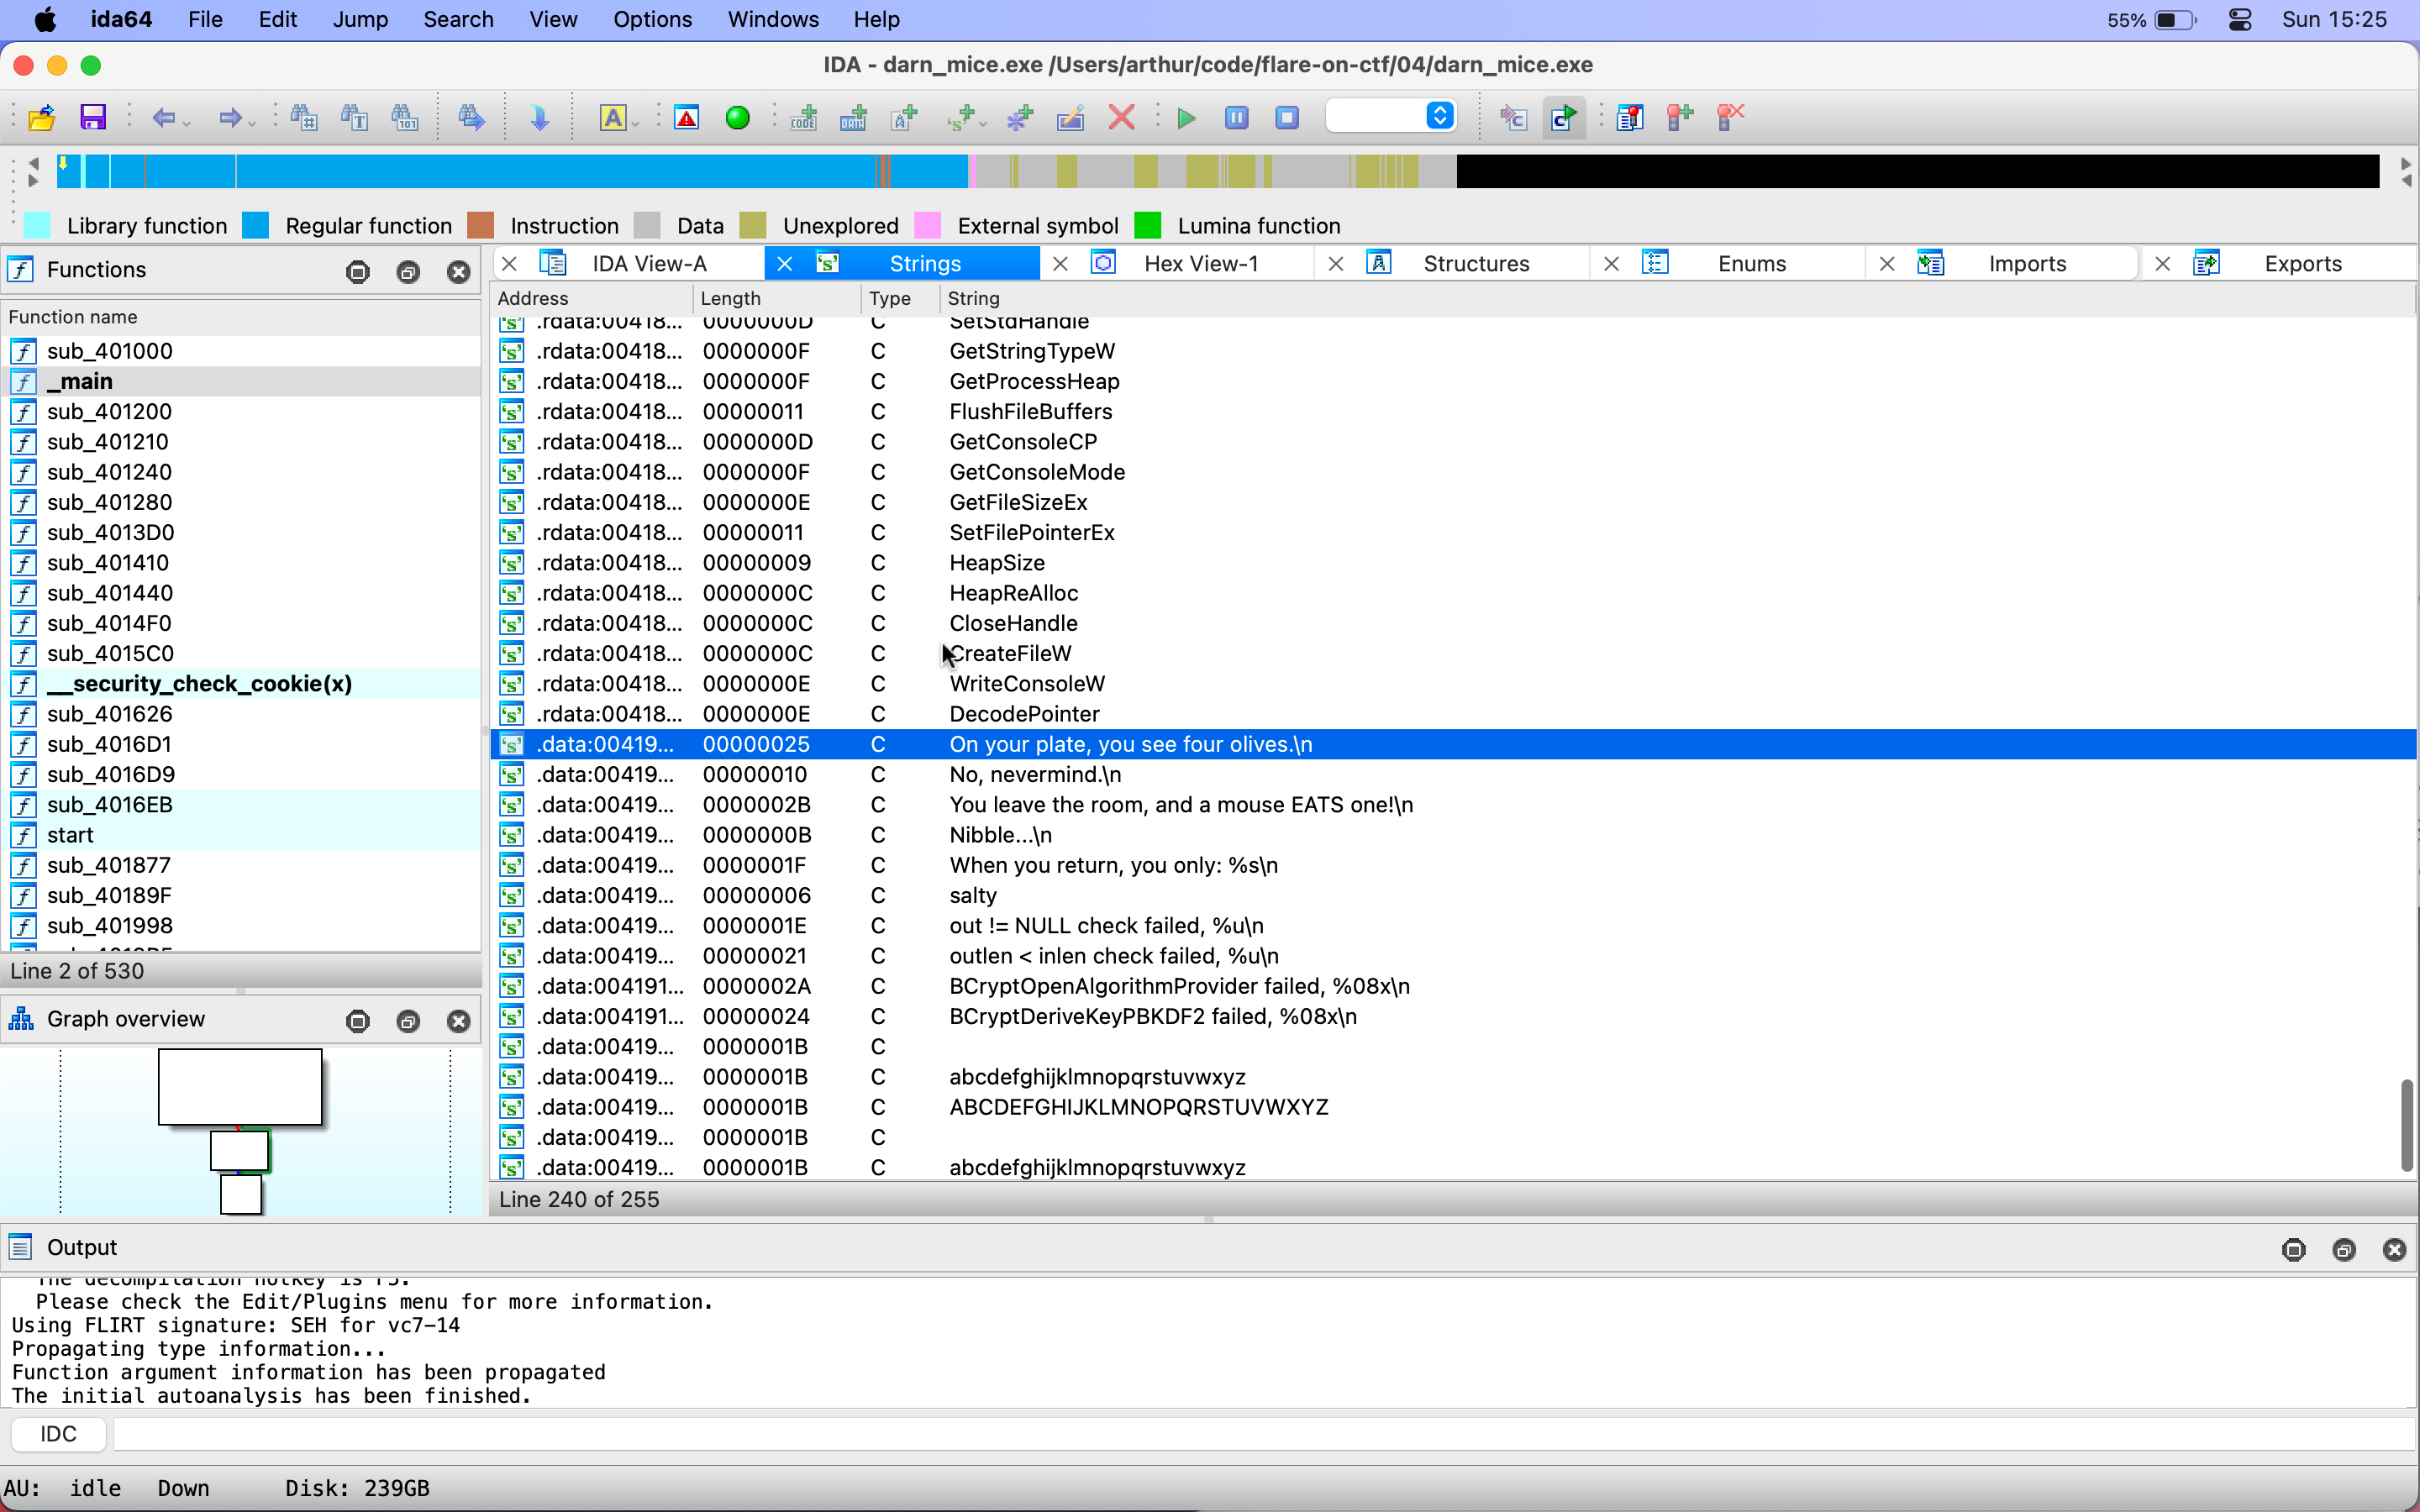 ida64 File Edit Jump Search View Options Windows Help 55% Sun 15:25
IDA - darn_mice.exe /Users/arthur/code/flare-on-ctf/04/darn_mice.exe
Library function Regular function Instruction Data Unexplored External symbol Lumina function
Functions
Function name
sub_401000
_main
sub_401200
sub_401210
sub_401240
sub_401280
sub_4013D0
sub_401410
sub_401440
sub_4014F0
sub_4015C0
__security_check_cookie(x)
sub_401626
sub_4016D1
sub_4016D9
sub_4016EB
start
sub_401877
sub_40189F
sub_401998
Line 2 of 530
Graph overview
IDA View-A Strings Hex View-1 Structures Enums Imports Exports
Address Length Type String
.rdata:00418... 0000000D C SetStdHandle
.rdata:00418... 0000000F C GetStringTypeW
.rdata:00418... 0000000F C GetProcessHeap
.rdata:00418... 00000011 C FlushFileBuffers
.rdata:00418... 0000000D C GetConsoleCP
.rdata:00418... 0000000F C GetConsoleMode
.rdata:00418... 0000000E C GetFileSizeEx
.rdata:00418... 00000011 C SetFilePointerEx
.rdata:00418... 00000009 C HeapSize
.rdata:00418... 0000000C C HeapReAlloc
.rdata:00418... 0000000C C CloseHandle
.rdata:00418... 0000000C C CreateFileW
.rdata:00418... 0000000E C WriteConsoleW
.rdata:00418... 0000000E C DecodePointer
.data:00419... 00000025 C On your plate, you see four olives.\n
.data:00419... 00000010 C No, nevermind.\n
.data:00419... 0000002B C You leave the room, and a mouse EATS one!\n
.data:00419... 0000000B C Nibble...\n
.data:00419... 0000001F C When you return, you only: %s\n
.data:00419... 00000006 C salty
.data:00419... 0000001E C out != NULL check failed, %u\n
.data:00419... 00000021 C outlen < inlen check failed, %u\n
.data:004191... 0000002A C BCryptOpenAlgorithmProvider failed, %08x\n
.data:004191... 00000024 C BCryptDeriveKeyPBKDF2 failed, %08x\n
.data:00419... 0000001B C
.data:00419... 0000001B C abcdefghijklmnopqrstuvwxyz
.data:00419... 0000001B C ABCDEFGHIJKLMNOPQRSTUVWXYZ
.data:00419... 0000001B C
.data:00419... 0000001B C abcdefghijklmnopqrstuvwxyz
Line 240 of 255
Output
The decompilation hotkey is F5.
Please check the Edit/Plugins menu for more information.
Using FLIRT signature: SEH for vc7-14
Propagating type information...
Function argument information has been propagated
The initial autoanalysis has been finished.
IDC
AU: idle Down Disk: 239GB